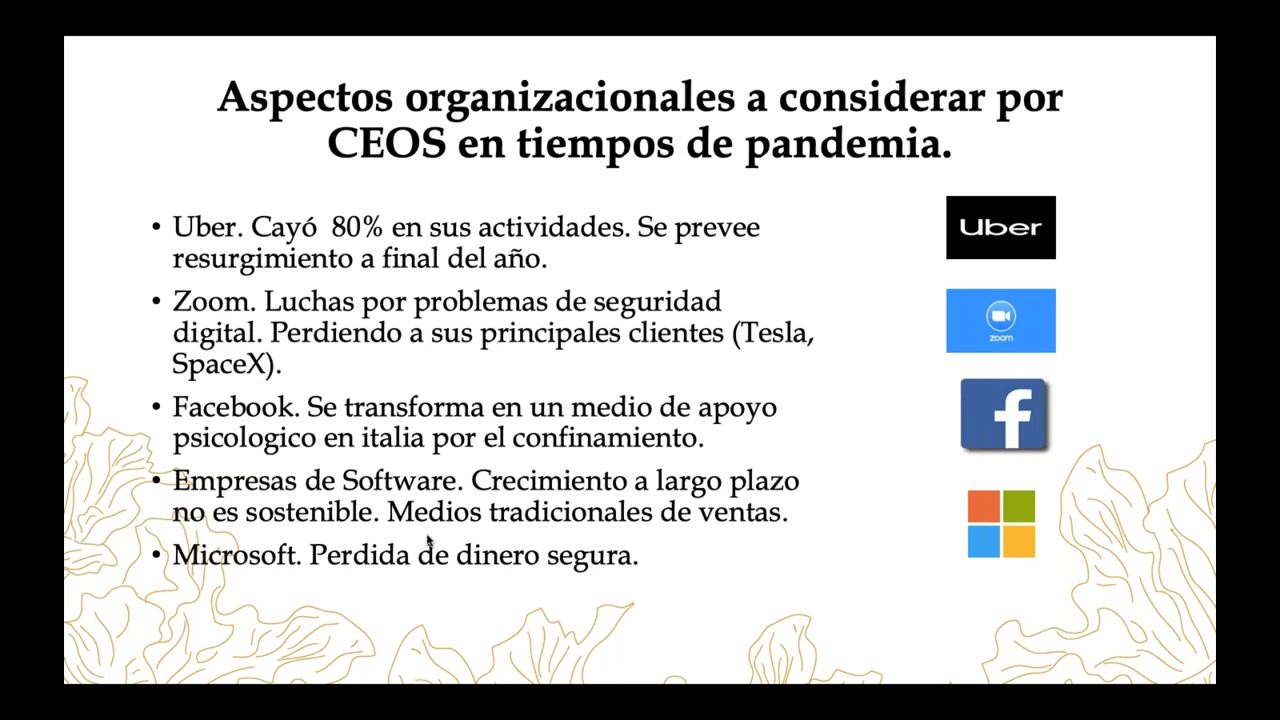 Aspectos organizacionales a considerar por
CEOS en tiempos de pandemia.
• Uber. Cayó 80% en sus actividades. Se prevee
resurgimiento a final del año.
• Zoom. Luchas por problemas de seguridad
digital. Perdiendo a sus principales clientes (Tesla,
SpaceX).
• Facebook. Se transforma en un medio de apoyo
psicologico en italia por el confinamiento.
• Empresas de Software. Crecimiento a largo plazo
no es sostenible. Medios tradicionales de ventas.
• Microsoft. Perdida de dinero segura.
Uber
zoom
f